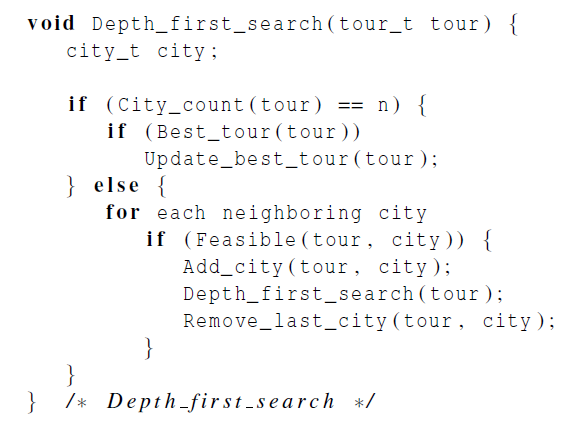 void Depth_first_search(tour_t tour) {
   city_t city;

   if (City_count(tour) == n) {
      if (Best_tour(tour))
         Update_best_tour(tour);
   } else {
      for each neighboring city
         if (Feasible(tour, city)) {
            Add_city(tour, city);
            Depth_first_search(tour);
            Remove_last_city(tour, city);
         }
   }
} /* Depth_first_search */